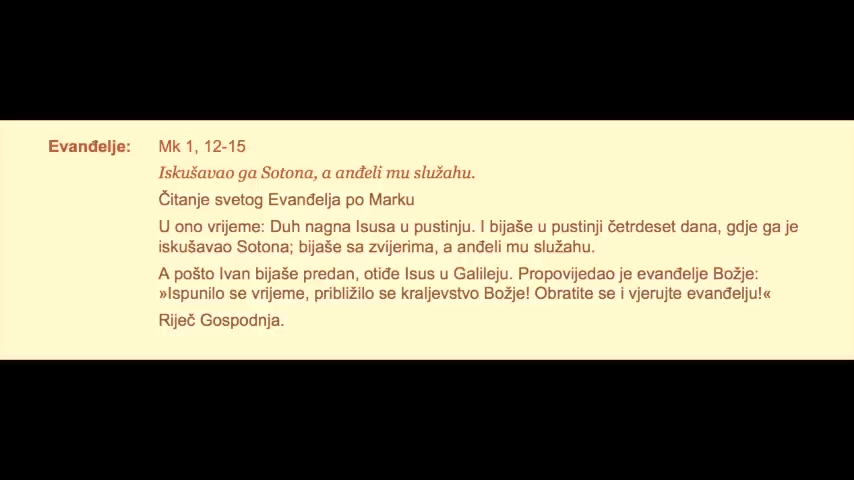 Evanđelje: Mk 1, 12-15
Iskušavao ga Sotona, a anđeli mu služahu.
Čitanje svetog Evanđelja po Marku
U ono vrijeme: Duh nagna Isusa u pustinju. I bijaše u pustinji četrdeset dana, gdje ga je
iskušavao Sotona; bijaše sa zvijerima, a anđeli mu služahu.
A pošto Ivan bijaše predan, otiđe Isus u Galileju. Propovijedao je evanđelje Božje:
»Ispunilo se vrijeme, približilo se kraljevstvo Božje! Obratite se i vjerujte evanđelju!«
Riječ Gospodnja.